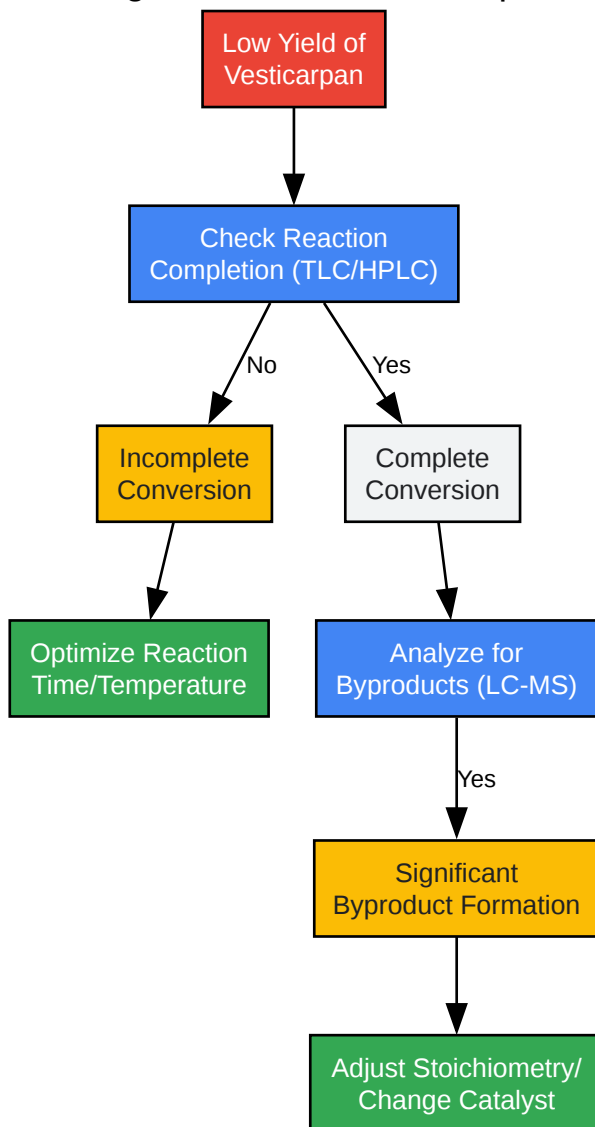 Low Yield of
Vesticarpan
Check Reaction
Completion (TLC/HPLC)
No
Yes
Incomplete
Conversion
Complete
Conversion
Optimize Reaction
Time/Temperature
Analyze for
Byproducts (LC-MS)
Yes
Significant
Byproduct Formation
Adjust Stoichiometry/
Change Catalyst